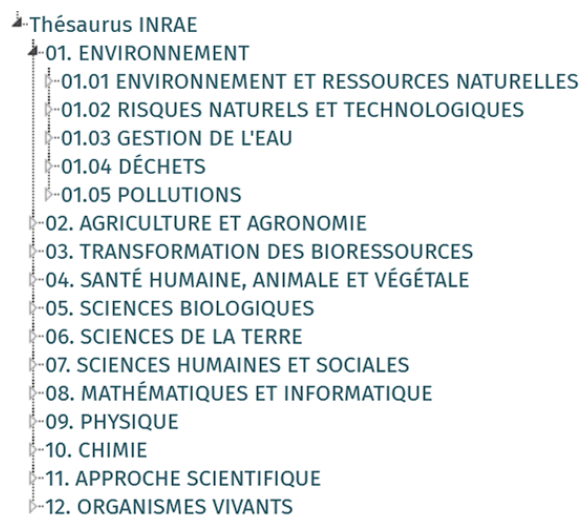 Thésaurus INRAE
01. ENVIRONNEMENT
01.01 ENVIRONNEMENT ET RESSOURCES NATURELLES
01.02 RISQUES NATURELS ET TECHNOLOGIQUES
01.03 GESTION DE L'EAU
01.04 DÉCHETS
01.05 POLLUTIONS
02. AGRICULTURE ET AGRONOMIE
03. TRANSFORMATION DES BIORESSOURCES
04. SANTÉ HUMAINE, ANIMALE ET VÉGÉTALE
05. SCIENCES BIOLOGIQUES
06. SCIENCES DE LA TERRE
07. SCIENCES HUMAINES ET SOCIALES
08. MATHÉMATIQUES ET INFORMATIQUE
09. PHYSIQUE
10. CHIMIE
11. APPROCHE SCIENTIFIQUE
12. ORGANISMES VIVANTS